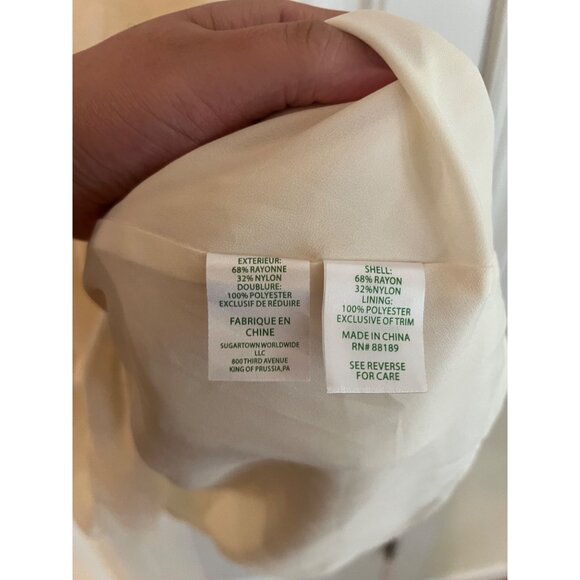 EXTÉRIEUR:
68% RAYONNE
32% NYLON
DOUBLURE:
100% POLYESTER
EXCLUSIF DE RÉDUIRE
FABRIQUE EN
CHINE
SUGARTOWN WORLDWIDE
LLC
800 THIRD AVENUE
KING OF PRUSSIA,PA
SHELL:
68% RAYON
32%NYLON
LINING:
100% POLYESTER
EXCLUSIVE OF TRIM
MADE IN CHINA
RN# 88189
SEE REVERSE
FOR CARE